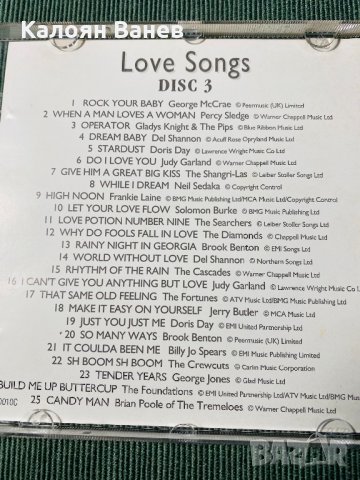 Калоян Ванев
Love Songs
DISC 3
1 ROCK YOUR BABY George McCrae © Peermusic (UK) Limited
2 WHEN A MAN LOVES A WOMAN Percy Sledge © Warner Chappell Music Ltd
3 OPERATOR Gladys Knight & The Pips © Blue Ribbon Music Ltd
4 DREAM BABY Del Shannon © Acuff Rose Opryland Music Ltd
5 STARDUST Doris Day © Lawrence Wright Music Co Ltd
6 DO I LOVE YOU Judy Garland © Warner Chappell Music Ltd
7 GIVE HIM A GREAT BIG KISS The Shangri-Las © Leiber Stoller Songs Ltd
8 WHILE I DREAM Neil Sedaka © Copyright Control
9 HIGH NOON Frankie Laine © BMG Music Publishing Ltd/MCA Music Ltd/Copyright Control
10 LET YOUR LOVE FLOW Solomon Burke © BMG Music Publishing Ltd
11 LOVE POTION NUMBER NINE The Searchers © Leiber Stoller Songs Ltd
12 WHY DO FOOLS FALL IN LOVE The Diamonds © Chappell Music Ltd
13 RAINY NIGHT IN GEORGIA Brook Benton © EMI Songs Ltd
14 WORLD WITHOUT LOVE Del Shannon © Northern Songs Ltd
15 RHYTHM OF THE RAIN The Cascades © Warner Chappell Music Ltd
16 I CAN'T GIVE YOU ANYTHING BUT LOVE Judy Garland © Lawrence Wright Music Co Ltd
17 THAT SAME OLD FEELING The Fortunes © ATV Music Ltd/BMG Music Publishing Ltd
18 MAKE IT EASY ON YOURSELF Jerry Butler © MCA Music Ltd
19 JUST YOU JUST ME Doris Day © EMI United Partnership Ltd
20 SO MANY WAYS Brook Benton © Peermusic (UK) Limited
21 IT COULDA BEEN ME Billy Jo Spears © EMI Music Publishing Limited
22 SH BOOM SH BOOM The Crewcuts © Carlin Music Corporation
23 TENDER YEARS George Jones © Glad Music Ltd
BUILD ME UP BUTTERCUP The Foundations © EMI United Partnership Ltd/ATV Music Ltd/BMG
25 CANDY MAN Brian Poole of The Tremeloes © Warner Chappell Music Ltd